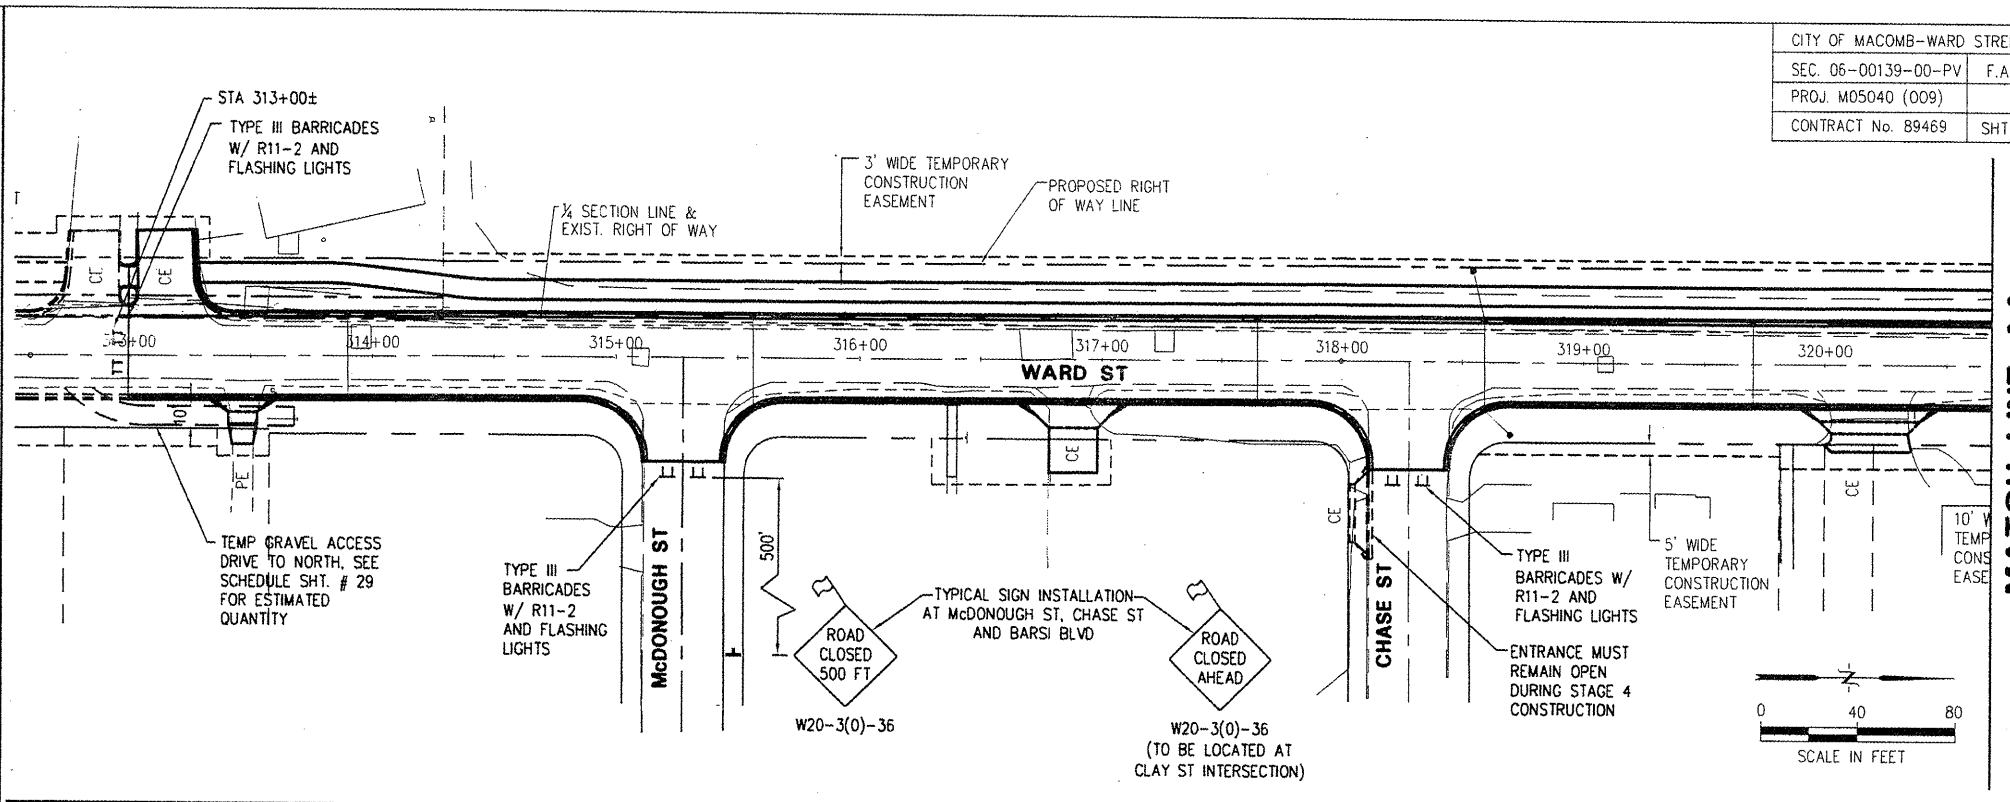 CITY OF MACOMB-WARD STRE
SEC. 06-00139-00-PV F.A
PROJ. M05040 (009)
CONTRACT No. 89469 SHT
STA 313+00±
TYPE III BARRICADES
W/ R11-2 AND
FLASHING LIGHTS
¼ SECTION LINE &
EXIST. RIGHT OF WAY
3' WIDE TEMPORARY
CONSTRUCTION
EASEMENT
PROPOSED RIGHT
OF WAY LINE
CE
CE
313+00
314+00
315+00
316+00
317+00
318+00
319+00
320+00
WARD ST
10'
PE
CE
CE
CE
TEMP GRAVEL ACCESS
DRIVE TO NORTH, SEE
SCHEDULE SHT. # 29
FOR ESTIMATED
QUANTITY
TYPE III
BARRICADES
W/ R11-2
AND FLASHING
LIGHTS
McDONOUGH ST
500'
ROAD
CLOSED
500 FT
W20-3(0)-36
TYPICAL SIGN INSTALLATION
AT McDONOUGH ST, CHASE ST
AND BARSI BLVD
ROAD
CLOSED
AHEAD
W20-3(0)-36
(TO BE LOCATED AT
CLAY ST INTERSECTION)
CHASE ST
TYPE III
BARRICADES W/
R11-2 AND
FLASHING LIGHTS
ENTRANCE MUST
REMAIN OPEN
DURING STAGE 4
CONSTRUCTION
5' WIDE
TEMPORARY
CONSTRUCTION
EASEMENT
10' W
TEMP
CONS
EASE
N
0 40 80
SCALE IN FEET